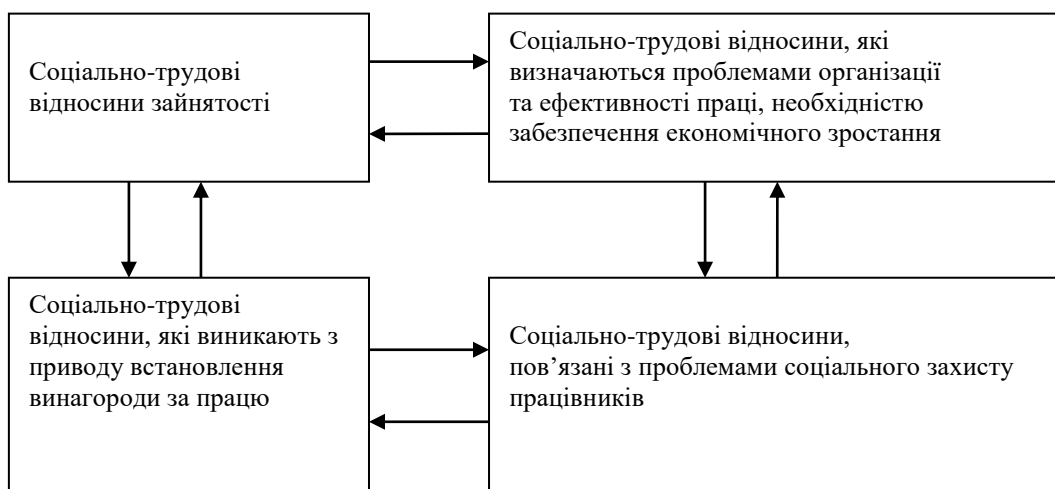 Соціально-трудові
відносини зайнятості
Соціально-трудові відносини, які
визначаються проблемами організації
та ефективності праці, необхідністю
забезпечення економічного зростання
Соціально-трудові
відносини, які виникають з
приводу встановлення
винагороди за працю
Соціально-трудові відносини,
пов’язані з проблемами соціального захисту
працівників